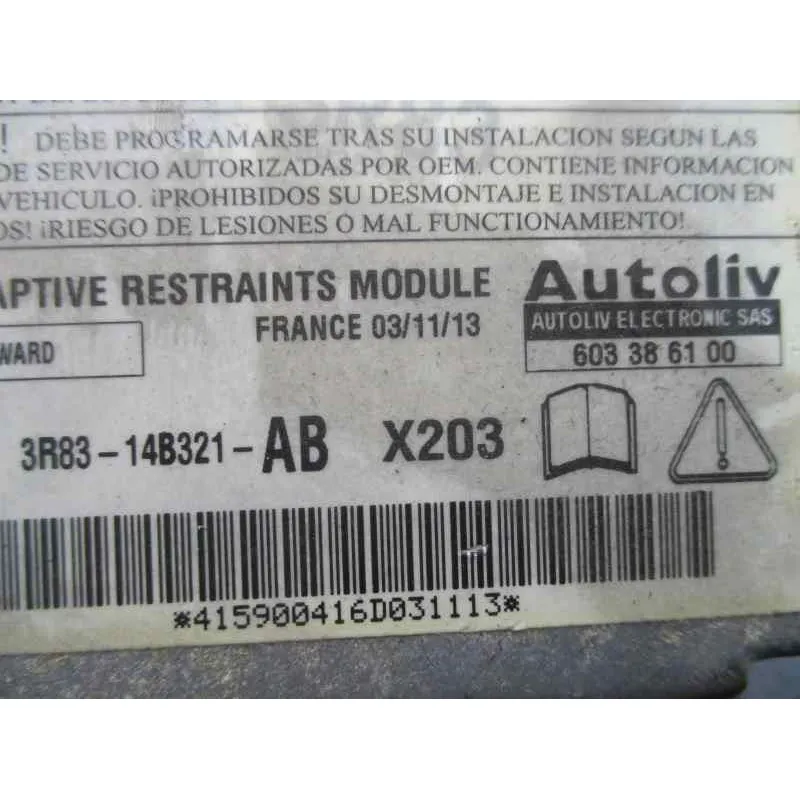 ! DEBE PROGRAMARSE TRAS SU INSTALACION SEGUN LAS
DE SERVICIO AUTORIZADAS POR OEM. CONTIENE INFORMACION
VEHICULO. ¡PROHIBIDOS SU DESMONTAJE E INSTALACION EN
OS! ¡RIESGO DE LESIONES O MAL FUNCIONAMIENTO!
APTIVE RESTRAINTS MODULE
Autoliv
FRANCE 03/11/13
AUTOLIV ELECTRONIC SAS
WARD
603 38 61 00
3R83-14B321-AB X203
*415900416D031113*